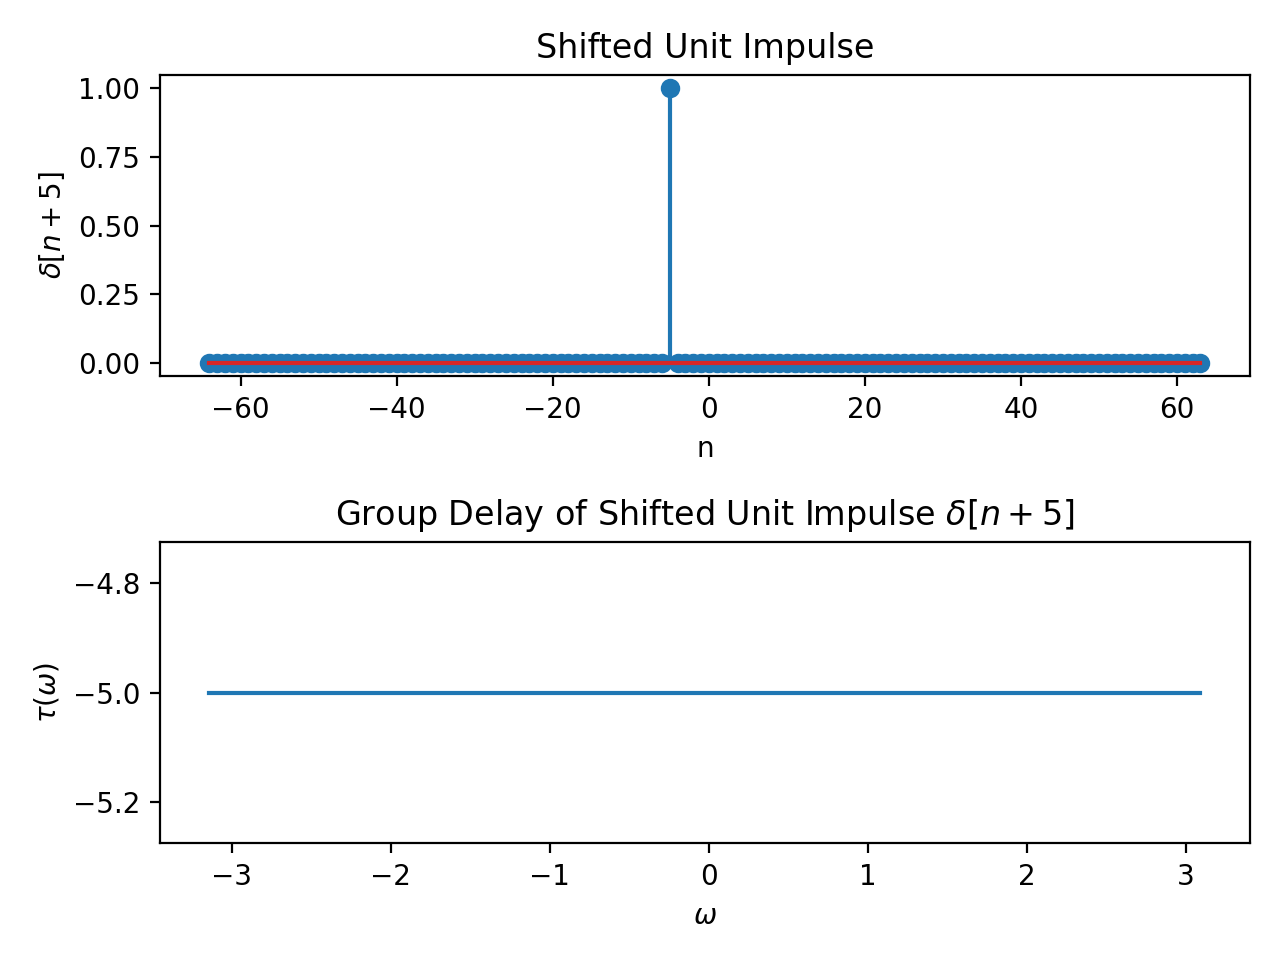 Shifted Unit Impulse
δ[n + 5]
1.00
0.75
0.50
0.25
0.00
−60 −40 −20 0 20 40 60
n
Group Delay of Shifted Unit Impulse δ[n + 5]
τ(ω)
−4.8
−5.0
−5.2
−3 −2 −1 0 1 2 3
ω